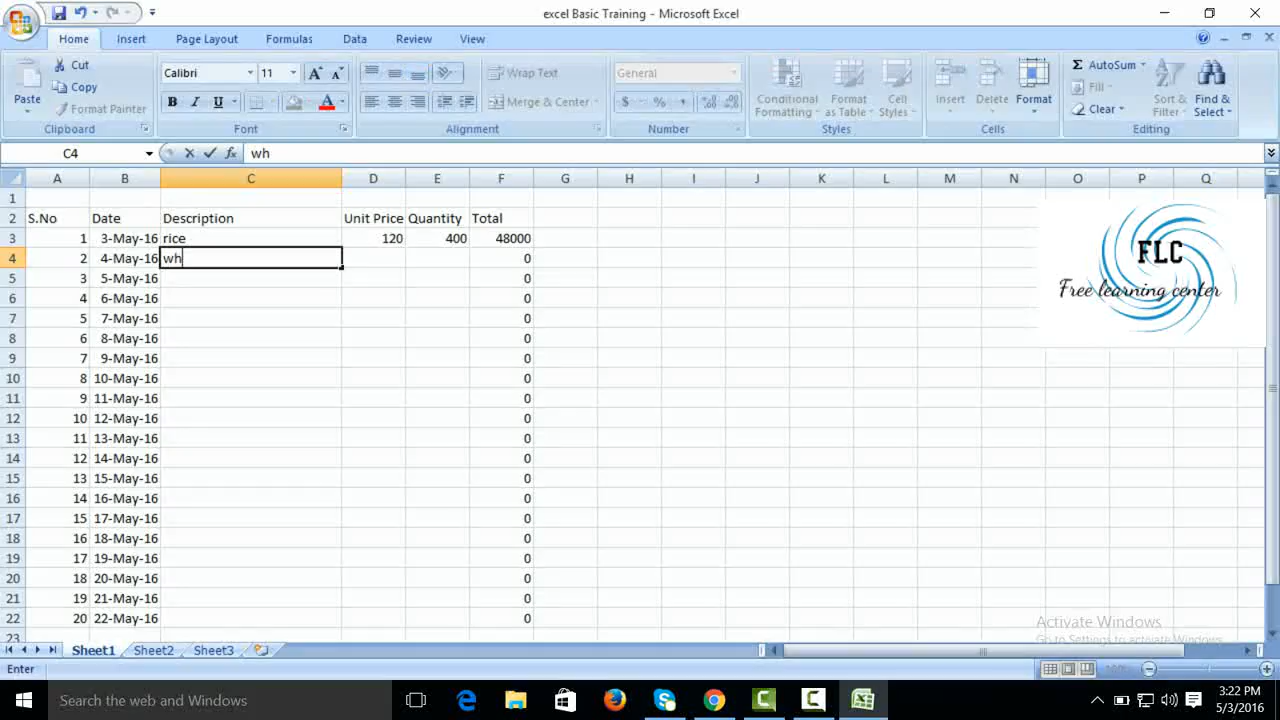 excel Basic Training - Microsoft Excel
Home Insert Page Layout Formulas Data Review View
Paste Cut Copy Format Painter Clipboard
Calibri 11 A A B I U A Font
Wrap Text Merge & Center Alignment
General $ % , Number
Conditional Formatting Format as Table Cell Styles Styles
Insert Delete Format Cells
Σ AutoSum Fill Clear Sort & Filter Find & Select Editing
C4 fx wh
A B C D E F G H I J K L M N O P Q
1
2 S.No Date Description Unit Price Quantity Total
3 1 3-May-16 rice 120 400 48000
4 2 4-May-16 wh 0
5 3 5-May-16 0
6 4 6-May-16 0
7 5 7-May-16 0
8 6 8-May-16 0
9 7 9-May-16 0
10 8 10-May-16 0
11 9 11-May-16 0
12 10 12-May-16 0
13 11 13-May-16 0
14 12 14-May-16 0
15 13 15-May-16 0
16 14 16-May-16 0
17 15 17-May-16 0
18 16 18-May-16 0
19 17 19-May-16 0
20 18 20-May-16 0
21 19 21-May-16 0
22 20 22-May-16 0
23
FLC
Free learning center
Activate Windows
Go to Settings to activate Windows.
Sheet1 Sheet2 Sheet3
Enter 100%
Search the web and Windows
3:22 PM
5/3/2016